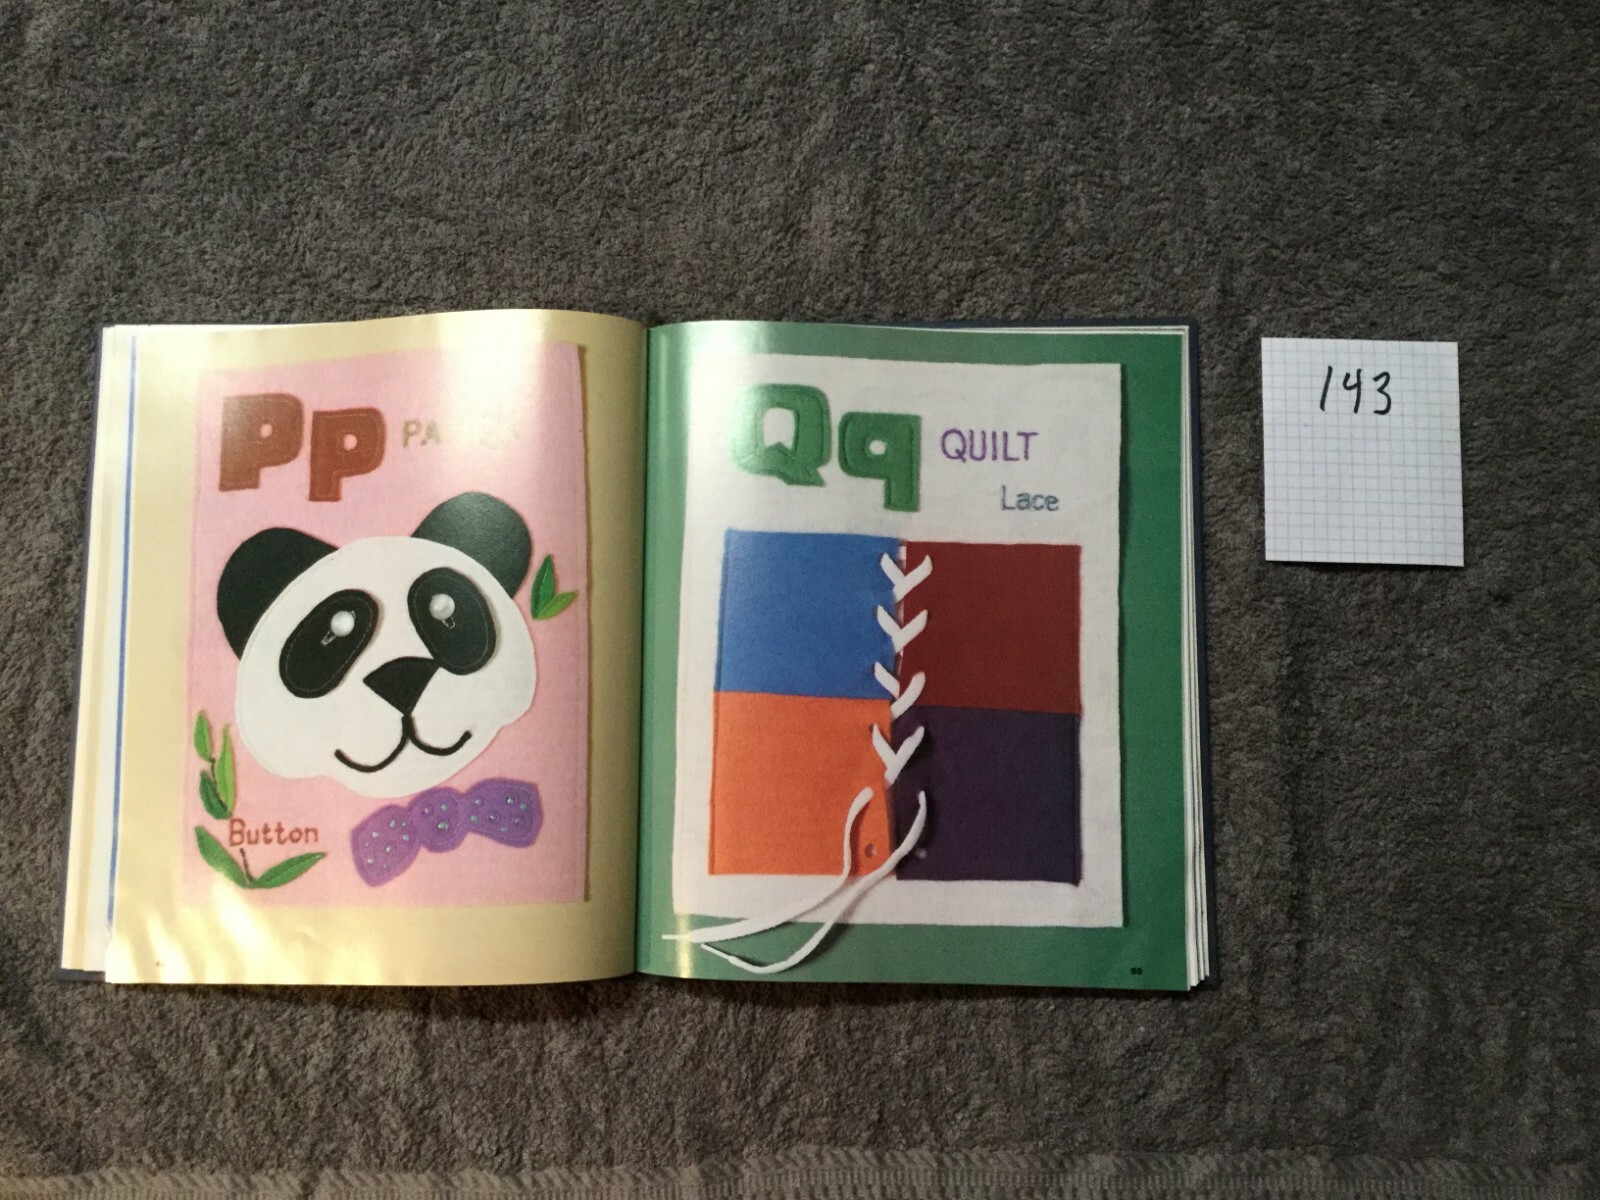 Pp
Button
Qq QUILT
Lace
143